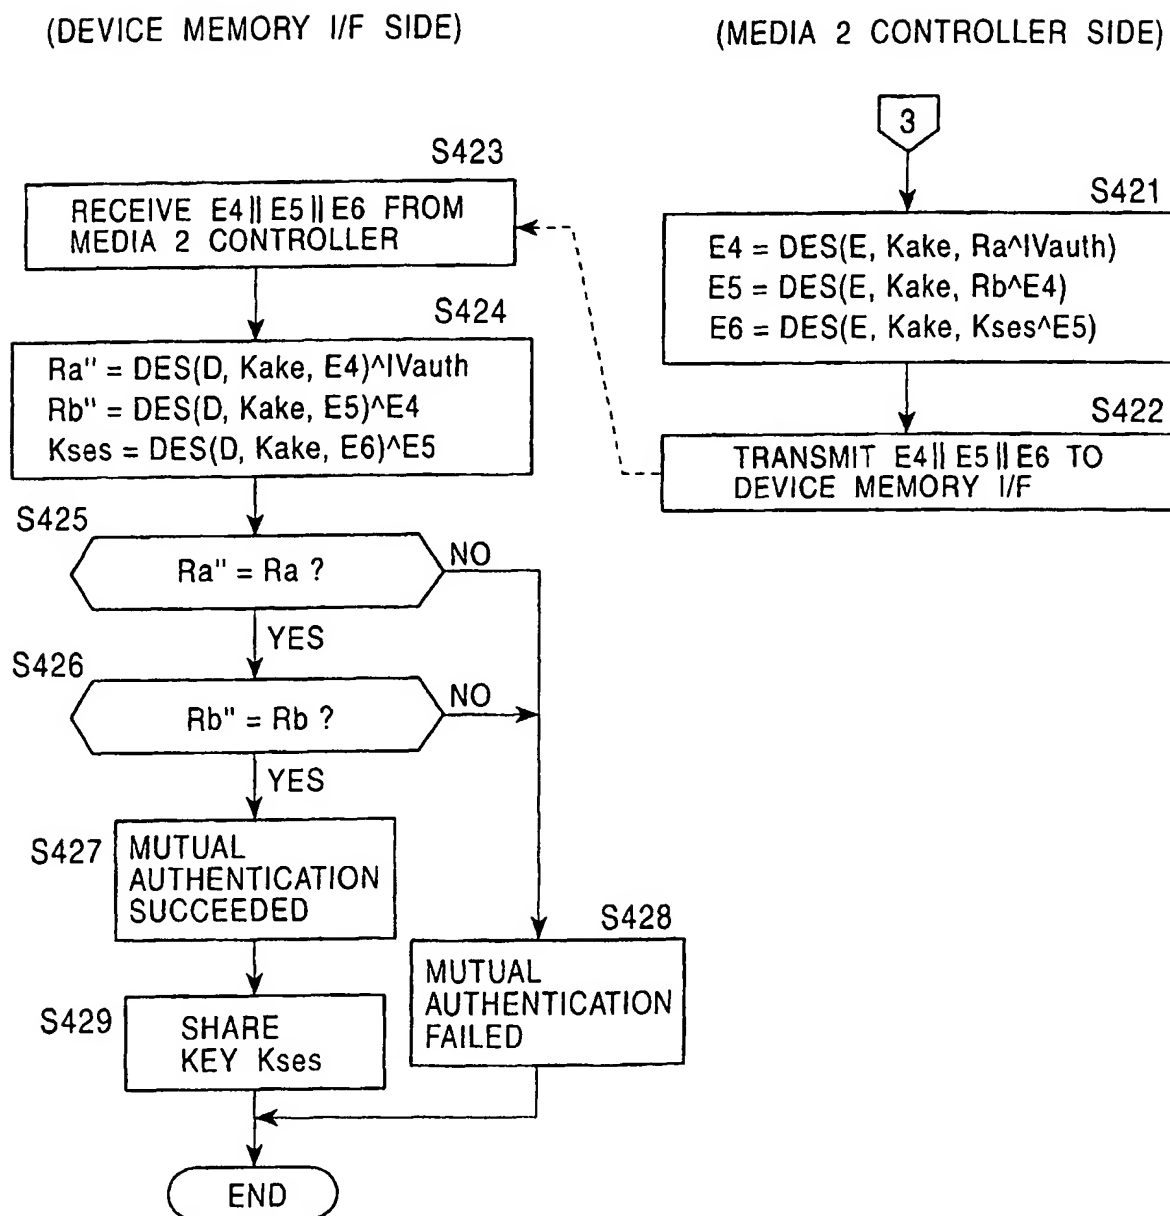 (DEVICE MEMORY I/F SIDE)
(MEDIA 2 CONTROLLER SIDE)
3
S421
E4 = DES(E, Kake, Ra^IVauth)
E5 = DES(E, Kake, Rb^E4)
E6 = DES(E, Kake, Kses^E5)
S422
TRANSMIT E4||E5||E6 TO
DEVICE MEMORY I/F
S423
RECEIVE E4||E5||E6 FROM
MEDIA 2 CONTROLLER
S424
Ra" = DES(D, Kake, E4)^IVauth
Rb" = DES(D, Kake, E5)^E4
Kses = DES(D, Kake, E6)^E5
S425
Ra" = Ra ?
NO
YES
S426
Rb" = Rb ?
NO
YES
S427
MUTUAL
AUTHENTICATION
SUCCEEDED
S428
MUTUAL
AUTHENTICATION
FAILED
S429
SHARE
KEY Kses
END